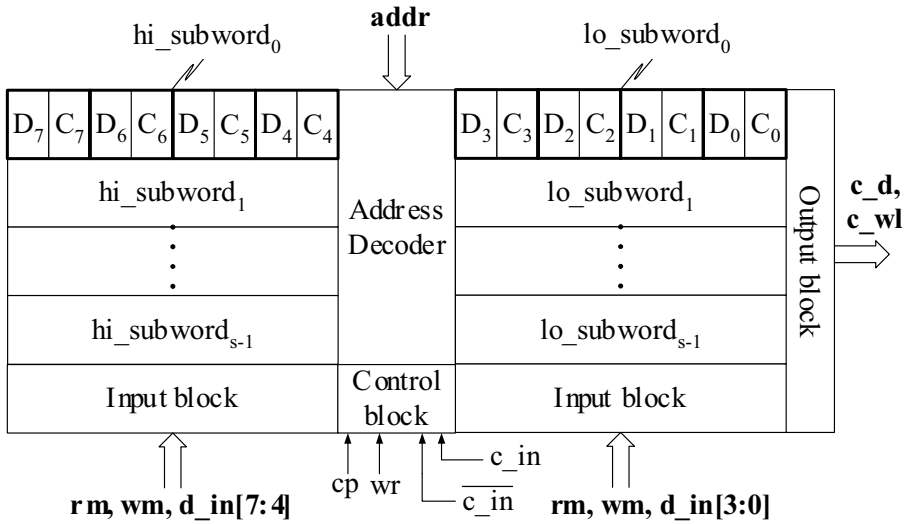 addr
hi_subword₀
lo_subword₀
D₇ C₇ D₆ C₆ D₅ C₅ D₄ C₄
D₃ C₃ D₂ C₂ D₁ C₁ D₀ C₀
hi_subword₁
lo_subword₁
Address
Decoder
hi_subwordₛ₋₁
lo_subwordₛ₋₁
Input block
Control
block
Input block
Output block
c_d,
c_wl
cp
wr
c_in
c̅_̅i̅n̅
rm, wm, d_in[7:4]
rm, wm, d_in[3:0]